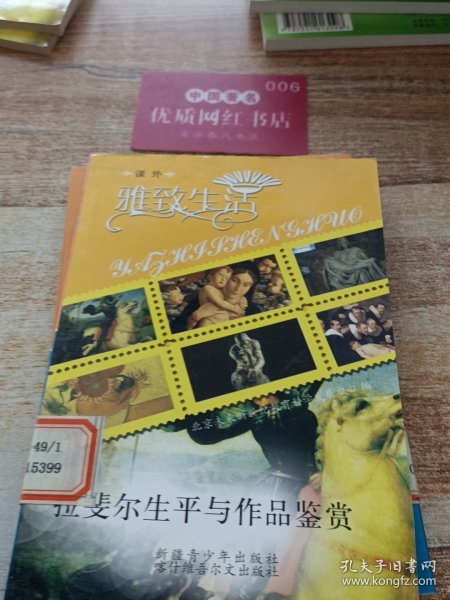 006
中国著名
优质网红书店
课外
雅致生活
YAZHISHENGHUO
49/1
15399
拉斐尔生平与作品鉴赏
新疆青少年出版社
喀什维吾尔文出版社
孔夫子旧书网
kongfz.com